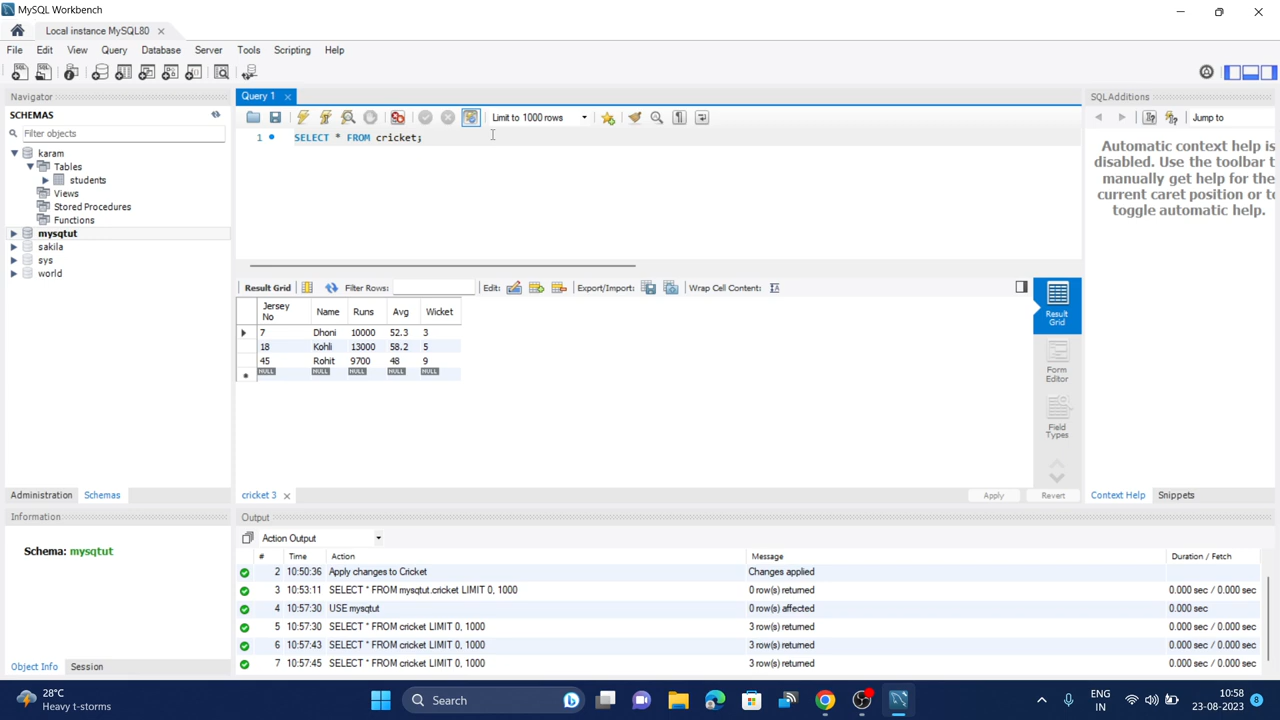 MySQL Workbench
Local instance MySQL80
File Edit View Query Database Server Tools Scripting Help
Navigator
SCHEMAS
Filter objects
karam
Tables
students
Views
Stored Procedures
Functions
mysqtut
sakila
sys
world
Administration Schemas
Information
Schema: mysqtut
Object Info Session
Query 1
Limit to 1000 rows
1 SELECT * FROM cricket;
Result Grid Filter Rows: Edit: Export/Import: Wrap Cell Content:
Jersey No Name Runs Avg Wicket
7 Dhoni 10000 52.3 3
18 Kohli 13000 58.2 5
45 Rohit 9700 48 9
NULL NULL NULL NULL NULL
Result Grid
Form Editor
Field Types
cricket 3 Apply Revert
SQLAdditions
Jump to
Automatic context help is
disabled. Use the toolbar t
manually get help for the
current caret position or to
toggle automatic help.
Context Help Snippets
Output
Action Output
# Time Action Message Duration / Fetch
2 10:50:36 Apply changes to Cricket Changes applied
3 10:53:11 SELECT * FROM mysqtut.cricket LIMIT 0, 1000 0 row(s) returned 0.000 sec / 0.000 sec
4 10:57:30 USE mysqtut 0 row(s) affected 0.000 sec
5 10:57:30 SELECT * FROM cricket LIMIT 0, 1000 3 row(s) returned 0.000 sec / 0.000 sec
6 10:57:43 SELECT * FROM cricket LIMIT 0, 1000 3 row(s) returned 0.000 sec / 0.000 sec
7 10:57:45 SELECT * FROM cricket LIMIT 0, 1000 3 row(s) returned 0.000 sec / 0.000 sec
28°C
Heavy t-storms
Search
ENG
IN
10:58
23-08-2023
8